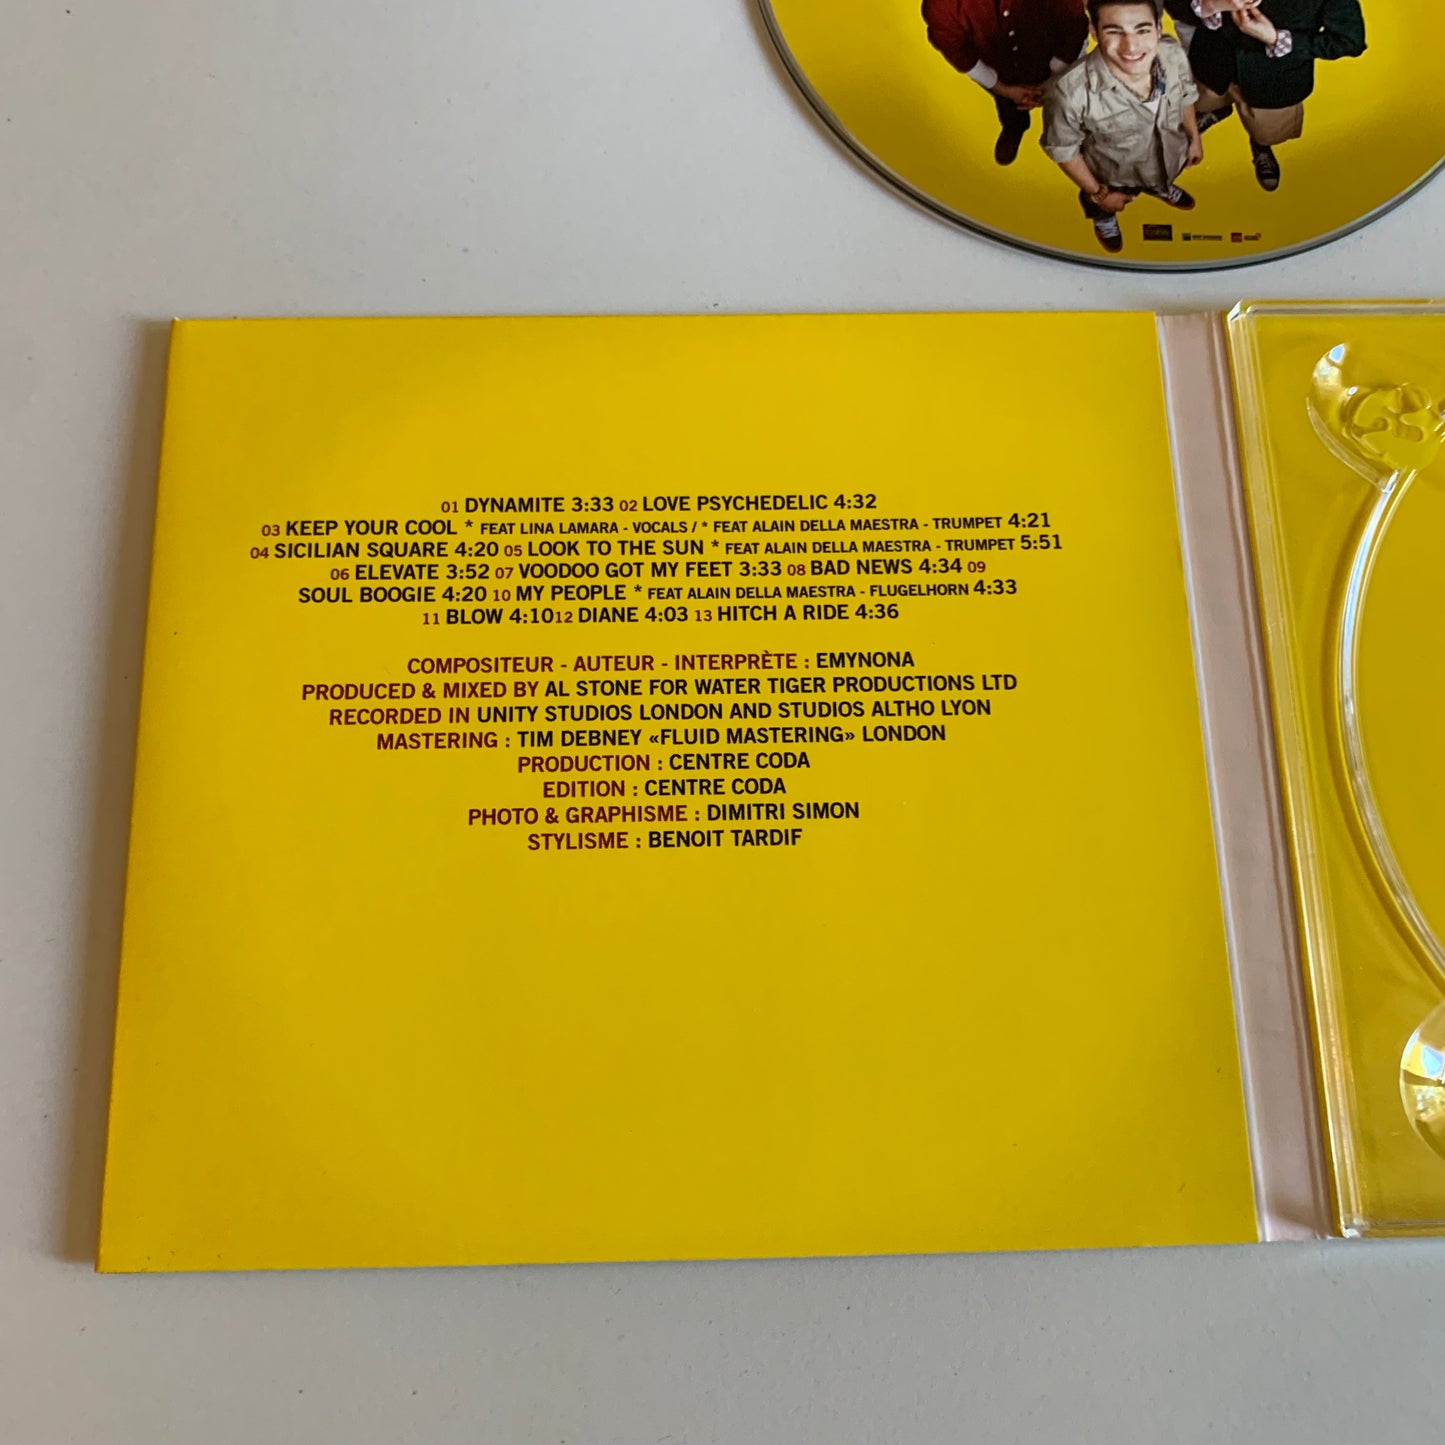 01 DYNAMITE 3:33 02 LOVE PSYCHEDELIC 4:32
03 KEEP YOUR COOL * FEAT LINA LAMARA - VOCALS / * FEAT ALAIN DELLA MAESTRA - TRUMPET 4:21
04 SICILIAN SQUARE 4:20 05 LOOK TO THE SUN * FEAT ALAIN DELLA MAESTRA - TRUMPET 5:51
06 ELEVATE 3:52 07 VOODOO GOT MY FEET 3:33 08 BAD NEWS 4:34 09
SOUL BOOGIE 4:20 10 MY PEOPLE * FEAT ALAIN DELLA MAESTRA - FLUGELHORN 4:33
11 BLOW 4:1012 DIANE 4:03 13 HITCH A RIDE 4:36
COMPOSITEUR - AUTEUR - INTERPRÈTE : EMYNONA
PRODUCED & MIXED BY AL STONE FOR WATER TIGER PRODUCTIONS LTD
RECORDED IN UNITY STUDIOS LONDON AND STUDIOS ALTHO LYON
MASTERING : TIM DEBNEY «FLUID MASTERING» LONDON
PRODUCTION : CENTRE CODA
EDITION : CENTRE CODA
PHOTO & GRAPHISME : DIMITRI SIMON
STYLISME : BENOIT TARDIF